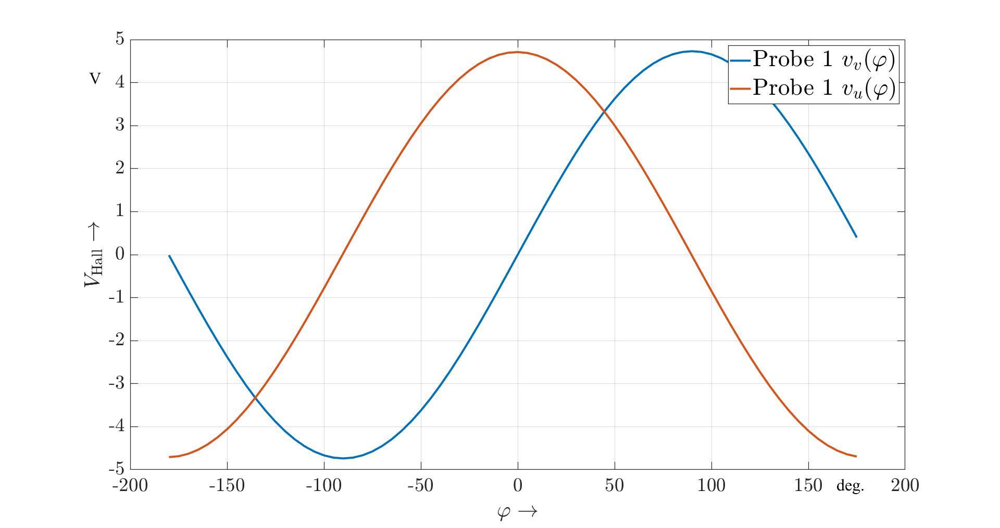 5
v
4
3
2
1
0
-1
-2
-3
-4
-5
V_Hall →
Probe 1 v_v(φ)
Probe 1 v_u(φ)
-200 -150 -100 -50 0 50 100 150 deg. 200
φ →